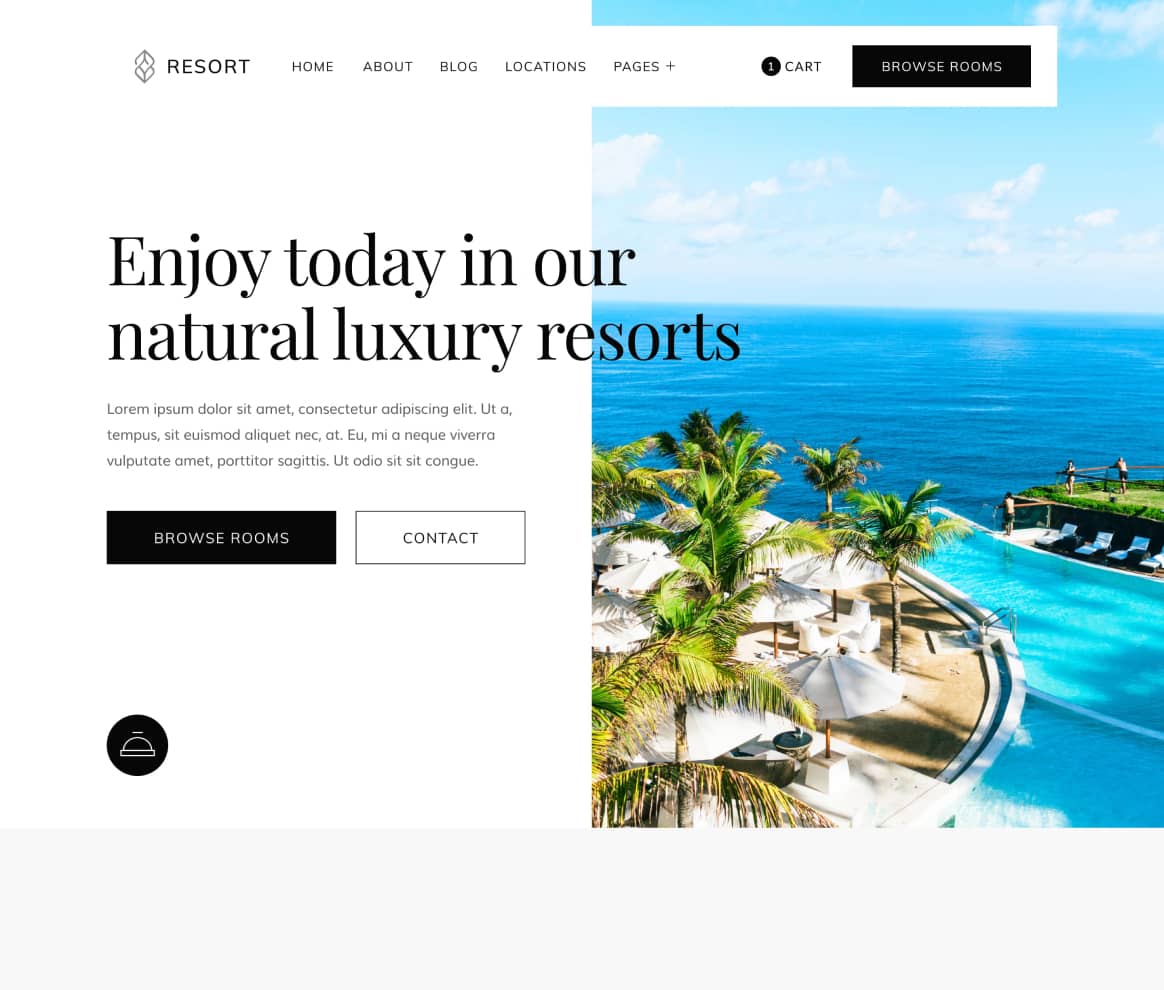 RESORT
HOME ABOUT BLOG LOCATIONS PAGES +
1 CART
BROWSE ROOMS
Enjoy today in our
natural luxury resorts
Lorem ipsum dolor sit amet, consectetur adipiscing elit. Ut a,
tempus, sit euismod aliquet nec, at. Eu, mi a neque viverra
vulputate amet, porttitor sagittis. Ut odio sit sit congue.
BROWSE ROOMS
CONTACT